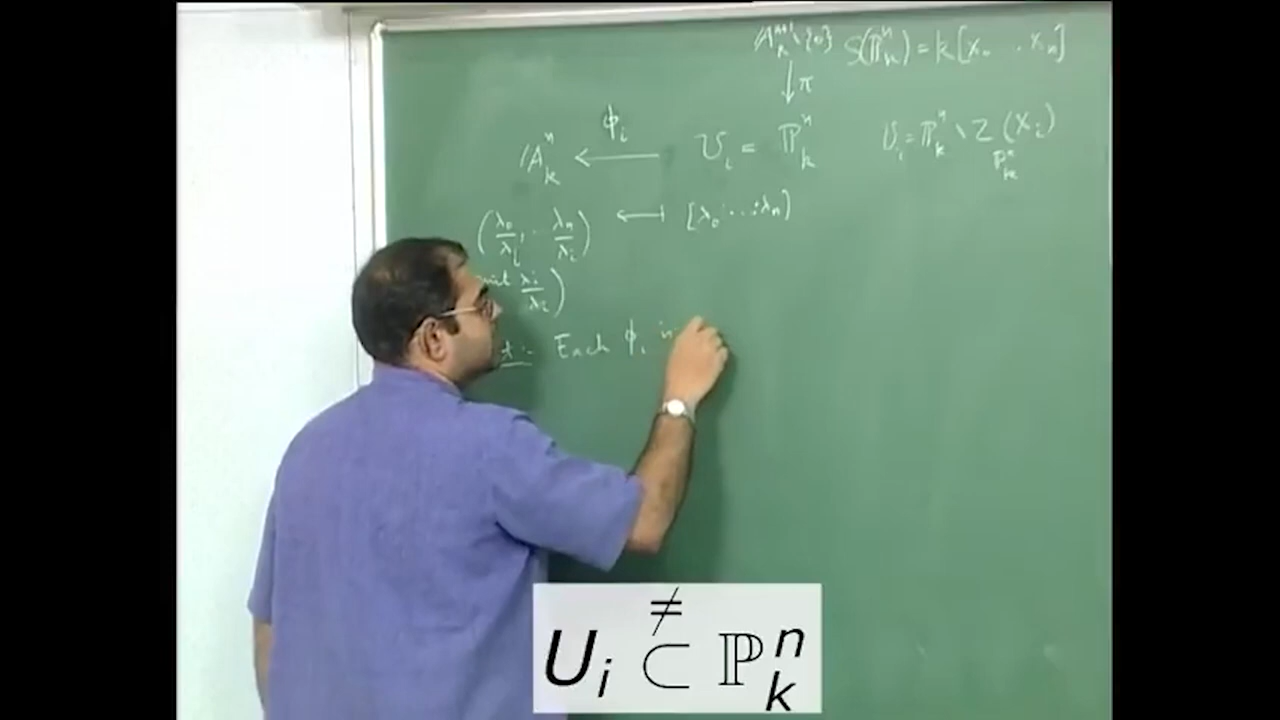 𝔸ⁿ⁺¹ₖ \ {0} S(ℙⁿₖ) = k[X₀ .. Xₙ]
↓ π
𝔸ⁿₖ ←ϕᵢ— Uᵢ = ℙⁿₖ Uᵢ = ℙⁿₖ \ Z_{ℙⁿₖ}(Xᵢ)
(λ₀/λᵢ, .. λₙ/λᵢ) ⟻ [λ₀ : ... : λₙ]
λᵢ/λᵢ)
Each ϕᵢ
Uᵢ ⊂≠ ℙⁿₖ